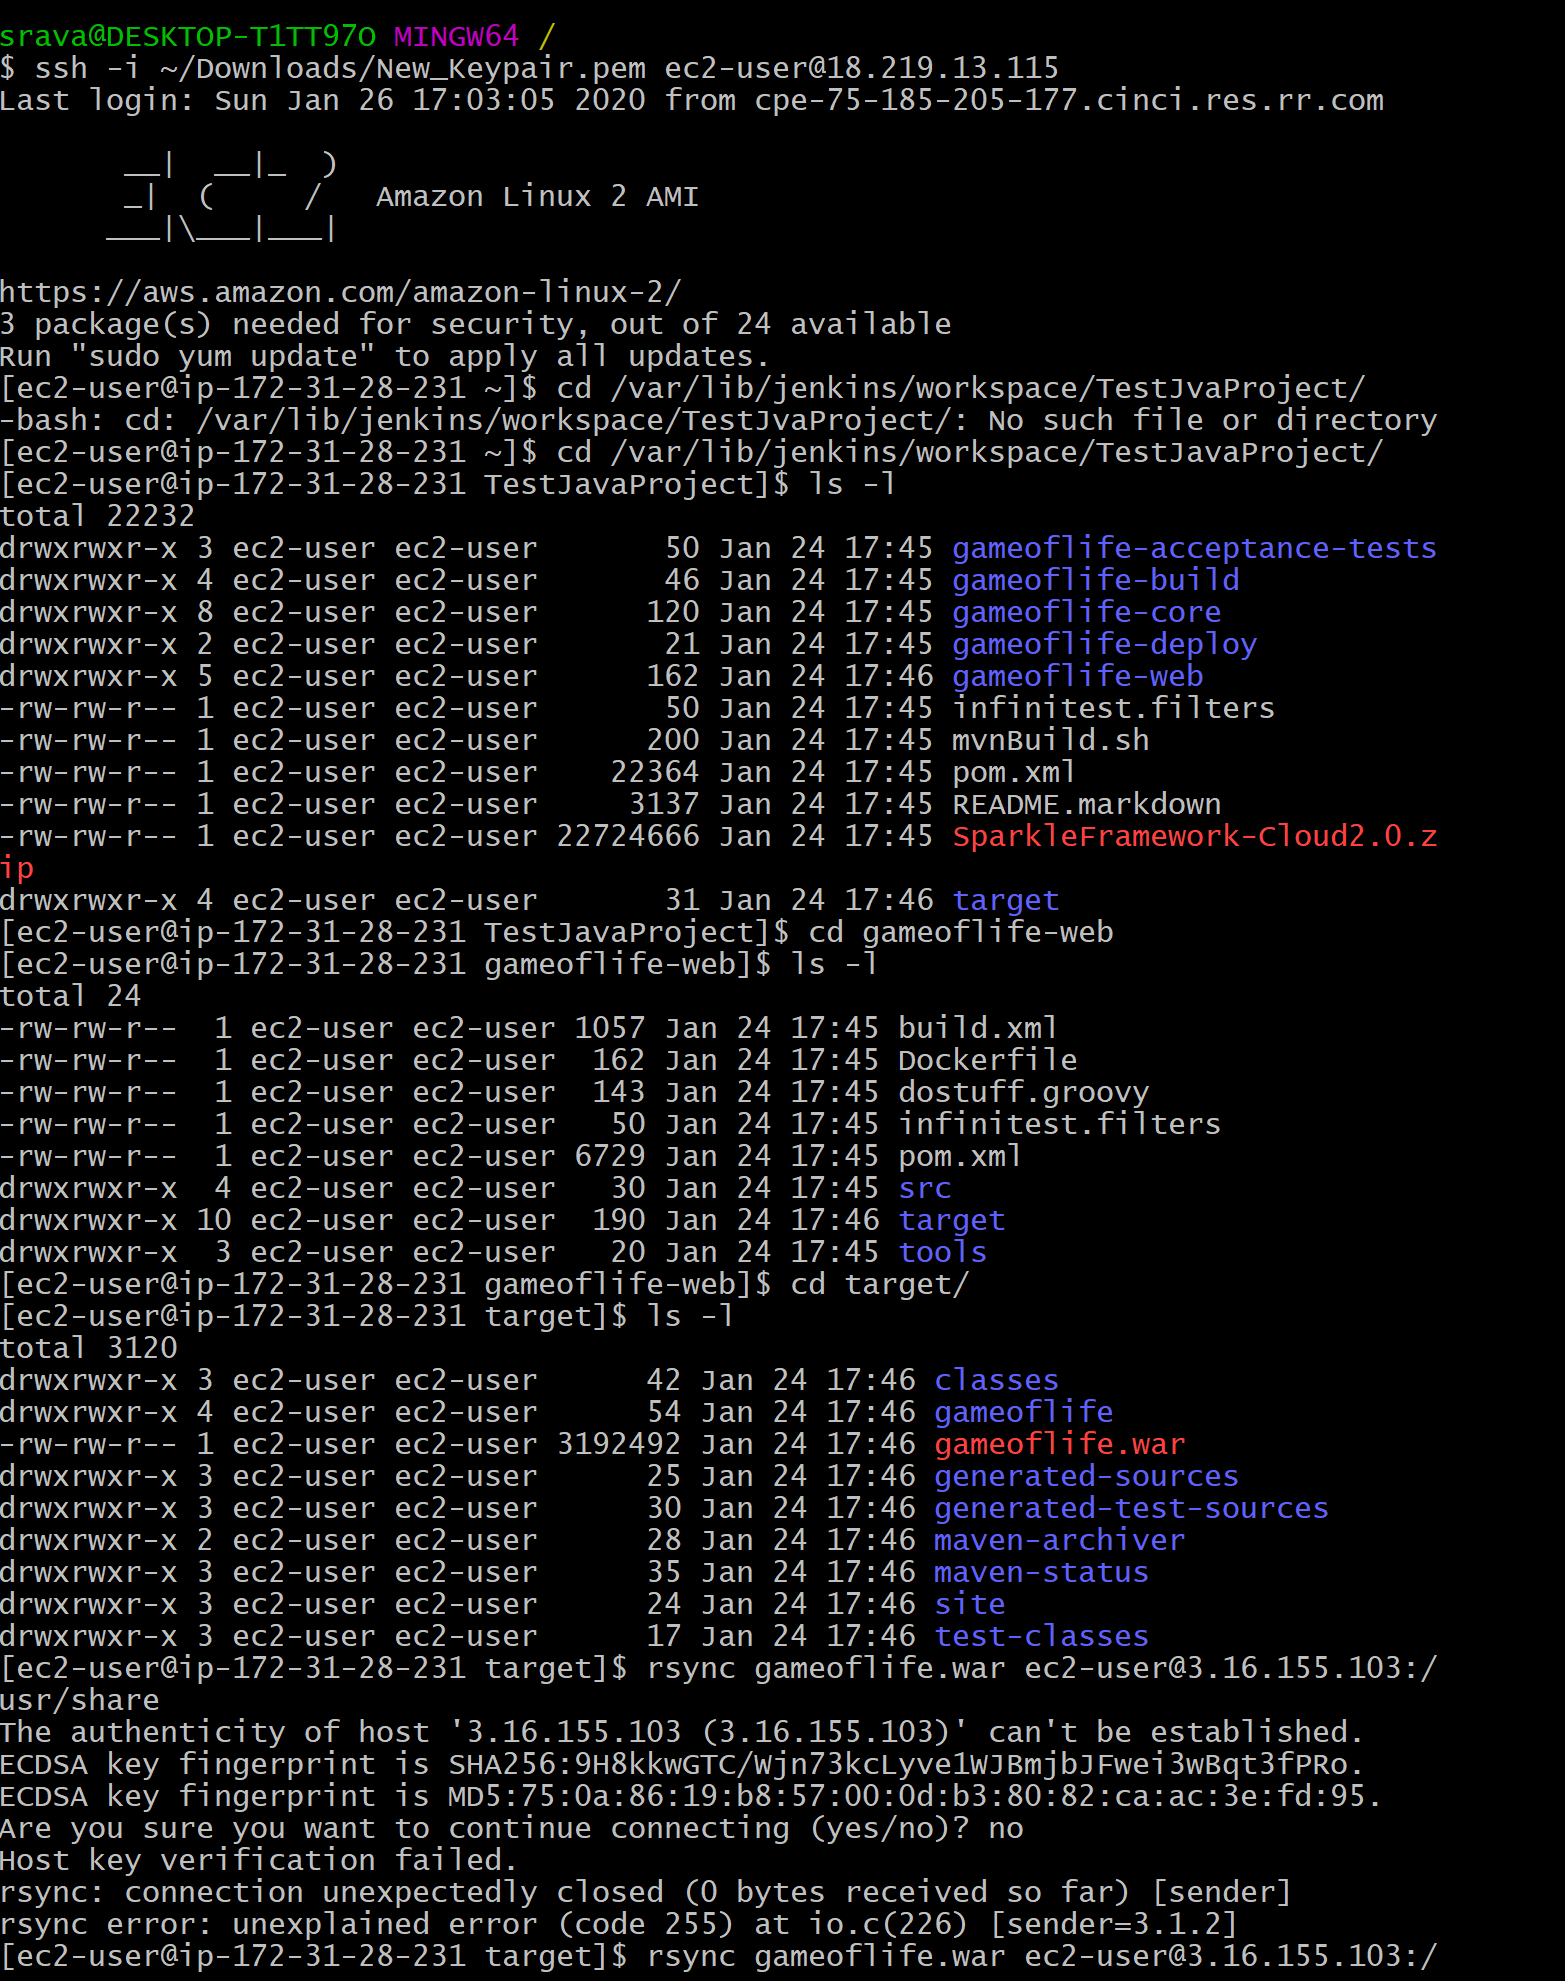 srava@DESKTOP-T1TT97O MINGW64 /
$ ssh -i ~/Downloads/New_Keypair.pem ec2-user@18.219.13.115
Last login: Sun Jan 26 17:03:05 2020 from cpe-75-185-205-177.cinci.res.rr.com

       __|  __|_  )
       _|  (     /   Amazon Linux 2 AMI
      ___|\___|___|

https://aws.amazon.com/amazon-linux-2/
3 package(s) needed for security, out of 24 available
Run "sudo yum update" to apply all updates.
[ec2-user@ip-172-31-28-231 ~]$ cd /var/lib/jenkins/workspace/TestJvaProject/
-bash: cd: /var/lib/jenkins/workspace/TestJvaProject/: No such file or directory
[ec2-user@ip-172-31-28-231 ~]$ cd /var/lib/jenkins/workspace/TestJavaProject/
[ec2-user@ip-172-31-28-231 TestJavaProject]$ ls -l
total 22232
drwxrwxr-x 3 ec2-user ec2-user       50 Jan 24 17:45 gameoflife-acceptance-tests
drwxrwxr-x 4 ec2-user ec2-user       46 Jan 24 17:45 gameoflife-build
drwxrwxr-x 8 ec2-user ec2-user      120 Jan 24 17:45 gameoflife-core
drwxrwxr-x 2 ec2-user ec2-user       21 Jan 24 17:45 gameoflife-deploy
drwxrwxr-x 5 ec2-user ec2-user      162 Jan 24 17:46 gameoflife-web
-rw-rw-r-- 1 ec2-user ec2-user       50 Jan 24 17:45 infinitest.filters
-rw-rw-r-- 1 ec2-user ec2-user      200 Jan 24 17:45 mvnBuild.sh
-rw-rw-r-- 1 ec2-user ec2-user    22364 Jan 24 17:45 pom.xml
-rw-rw-r-- 1 ec2-user ec2-user     3137 Jan 24 17:45 README.markdown
-rw-rw-r-- 1 ec2-user ec2-user 22724666 Jan 24 17:45 SparkleFramework-Cloud2.0.z
ip
drwxrwxr-x 4 ec2-user ec2-user       31 Jan 24 17:46 target
[ec2-user@ip-172-31-28-231 TestJavaProject]$ cd gameoflife-web
[ec2-user@ip-172-31-28-231 gameoflife-web]$ ls -l
total 24
-rw-rw-r--  1 ec2-user ec2-user 1057 Jan 24 17:45 build.xml
-rw-rw-r--  1 ec2-user ec2-user  162 Jan 24 17:45 Dockerfile
-rw-rw-r--  1 ec2-user ec2-user  143 Jan 24 17:45 dostuff.groovy
-rw-rw-r--  1 ec2-user ec2-user   50 Jan 24 17:45 infinitest.filters
-rw-rw-r--  1 ec2-user ec2-user 6729 Jan 24 17:45 pom.xml
drwxrwxr-x  4 ec2-user ec2-user   30 Jan 24 17:45 src
drwxrwxr-x 10 ec2-user ec2-user  190 Jan 24 17:46 target
drwxrwxr-x  3 ec2-user ec2-user   20 Jan 24 17:45 tools
[ec2-user@ip-172-31-28-231 gameoflife-web]$ cd target/
[ec2-user@ip-172-31-28-231 target]$ ls -l
total 3120
drwxrwxr-x 3 ec2-user ec2-user      42 Jan 24 17:46 classes
drwxrwxr-x 4 ec2-user ec2-user      54 Jan 24 17:46 gameoflife
-rw-rw-r-- 1 ec2-user ec2-user 3192492 Jan 24 17:46 gameoflife.war
drwxrwxr-x 3 ec2-user ec2-user      25 Jan 24 17:46 generated-sources
drwxrwxr-x 3 ec2-user ec2-user      30 Jan 24 17:46 generated-test-sources
drwxrwxr-x 2 ec2-user ec2-user      28 Jan 24 17:46 maven-archiver
drwxrwxr-x 3 ec2-user ec2-user      35 Jan 24 17:46 maven-status
drwxrwxr-x 3 ec2-user ec2-user      24 Jan 24 17:46 site
drwxrwxr-x 3 ec2-user ec2-user      17 Jan 24 17:46 test-classes
[ec2-user@ip-172-31-28-231 target]$ rsync gameoflife.war ec2-user@3.16.155.103:/
usr/share
The authenticity of host '3.16.155.103 (3.16.155.103)' can't be established.
ECDSA key fingerprint is SHA256:9H8kkwGTC/Wjn73kcLyve1WJBmjbJFwei3wBqt3fPRo.
ECDSA key fingerprint is MD5:75:0a:86:19:b8:57:00:0d:b3:80:82:ca:ac:3e:fd:95.
Are you sure you want to continue connecting (yes/no)? no
Host key verification failed.
rsync: connection unexpectedly closed (0 bytes received so far) [sender]
rsync error: unexplained error (code 255) at io.c(226) [sender=3.1.2]
[ec2-user@ip-172-31-28-231 target]$ rsync gameoflife.war ec2-user@3.16.155.103:/